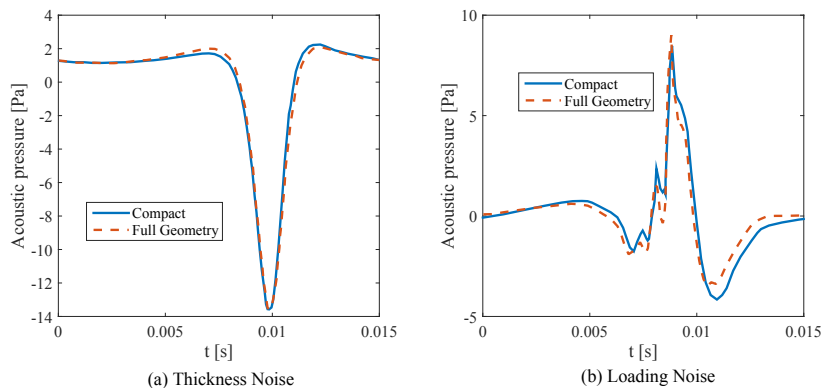 4
2
0
-2
-4
-6
-8
-10
-12
-14
Acoustic pressure [Pa]
Compact
Full Geometry
0
0.005
0.01
0.015
t [s]
(a) Thickness Noise
10
5
0
-5
Acoustic pressure [Pa]
Compact
Full Geometry
0
0.005
0.01
0.015
t [s]
(b) Loading Noise